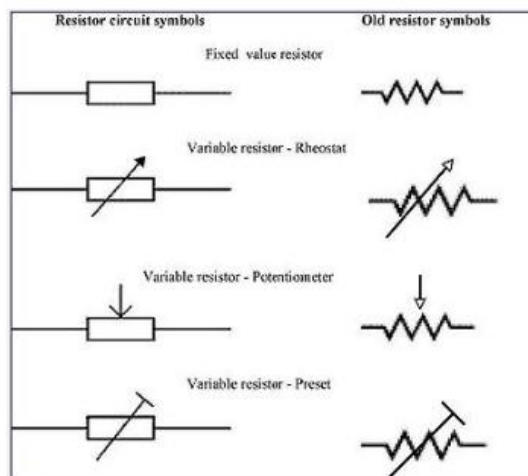 Resistor circuit symbols Old resistor symbols
Fixed value resistor
Variable resistor - Rheostat
Variable resistor - Potentiometer
Variable resistor - Preset